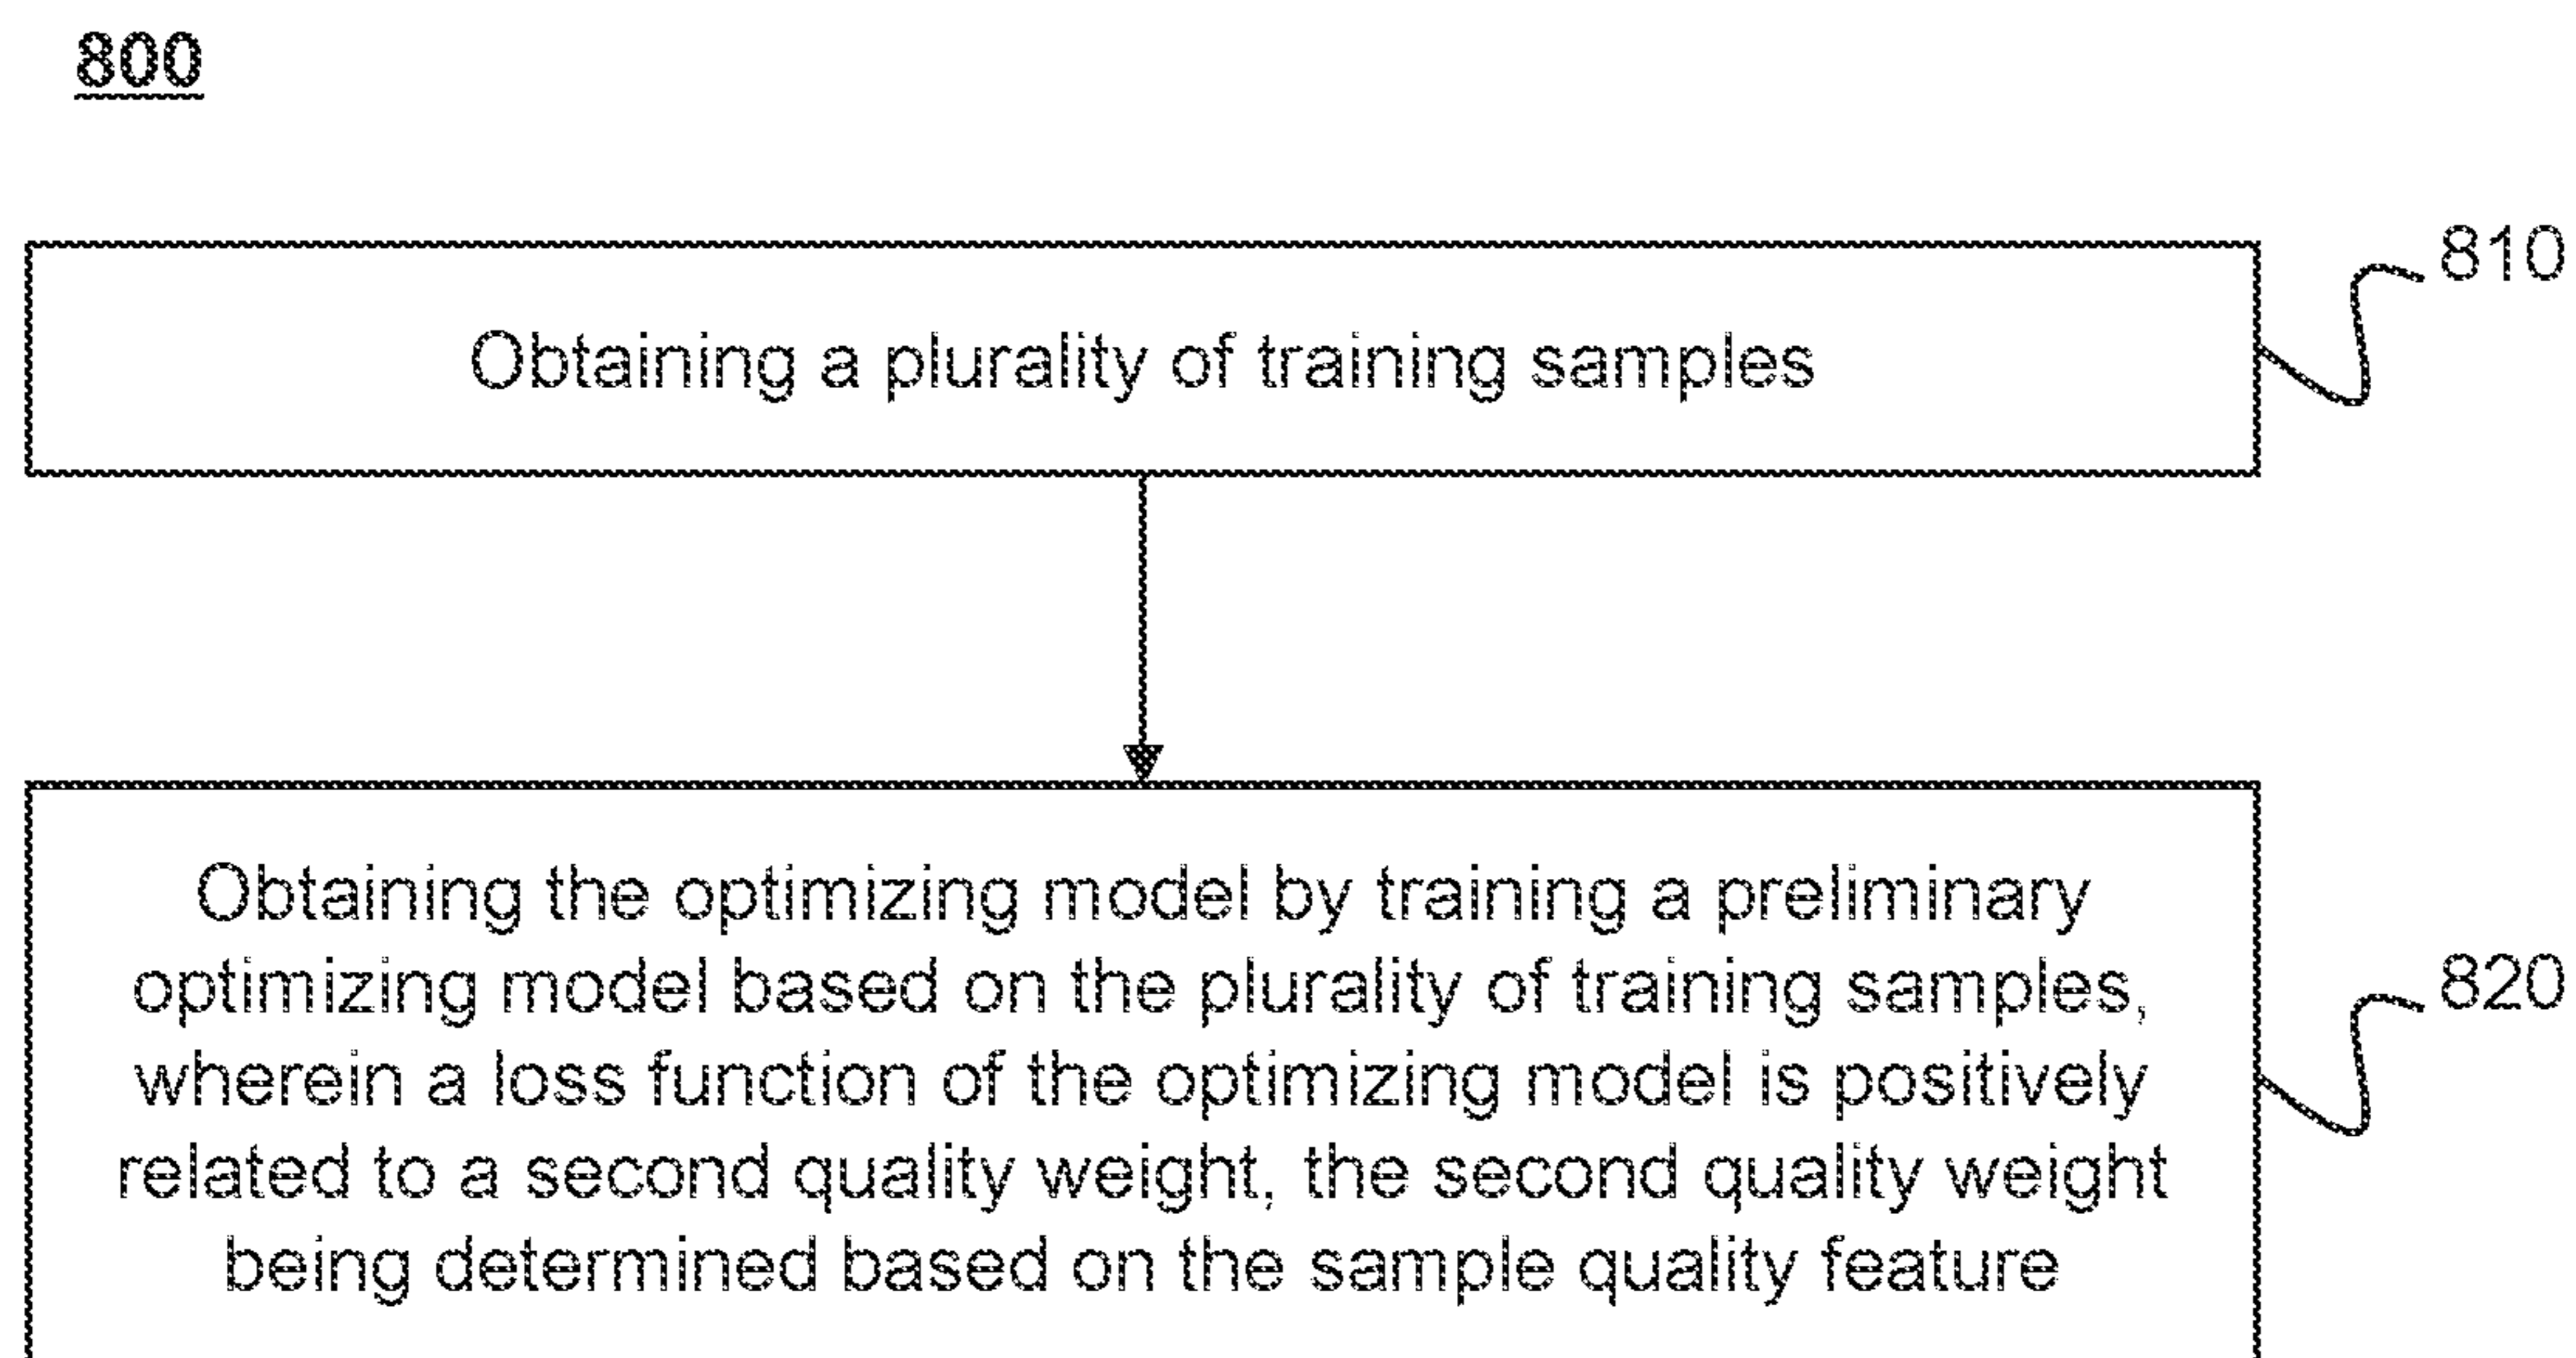 800
810
Obtaining a plurality of training samples
Obtaining the optimizing model by training a preliminary
optimizing model based on the plurality of training samples,
820
wherein a loss function of the optimizing model is positively
related to a second quality weight, the second quality weight
being determined based on the sample quality feature